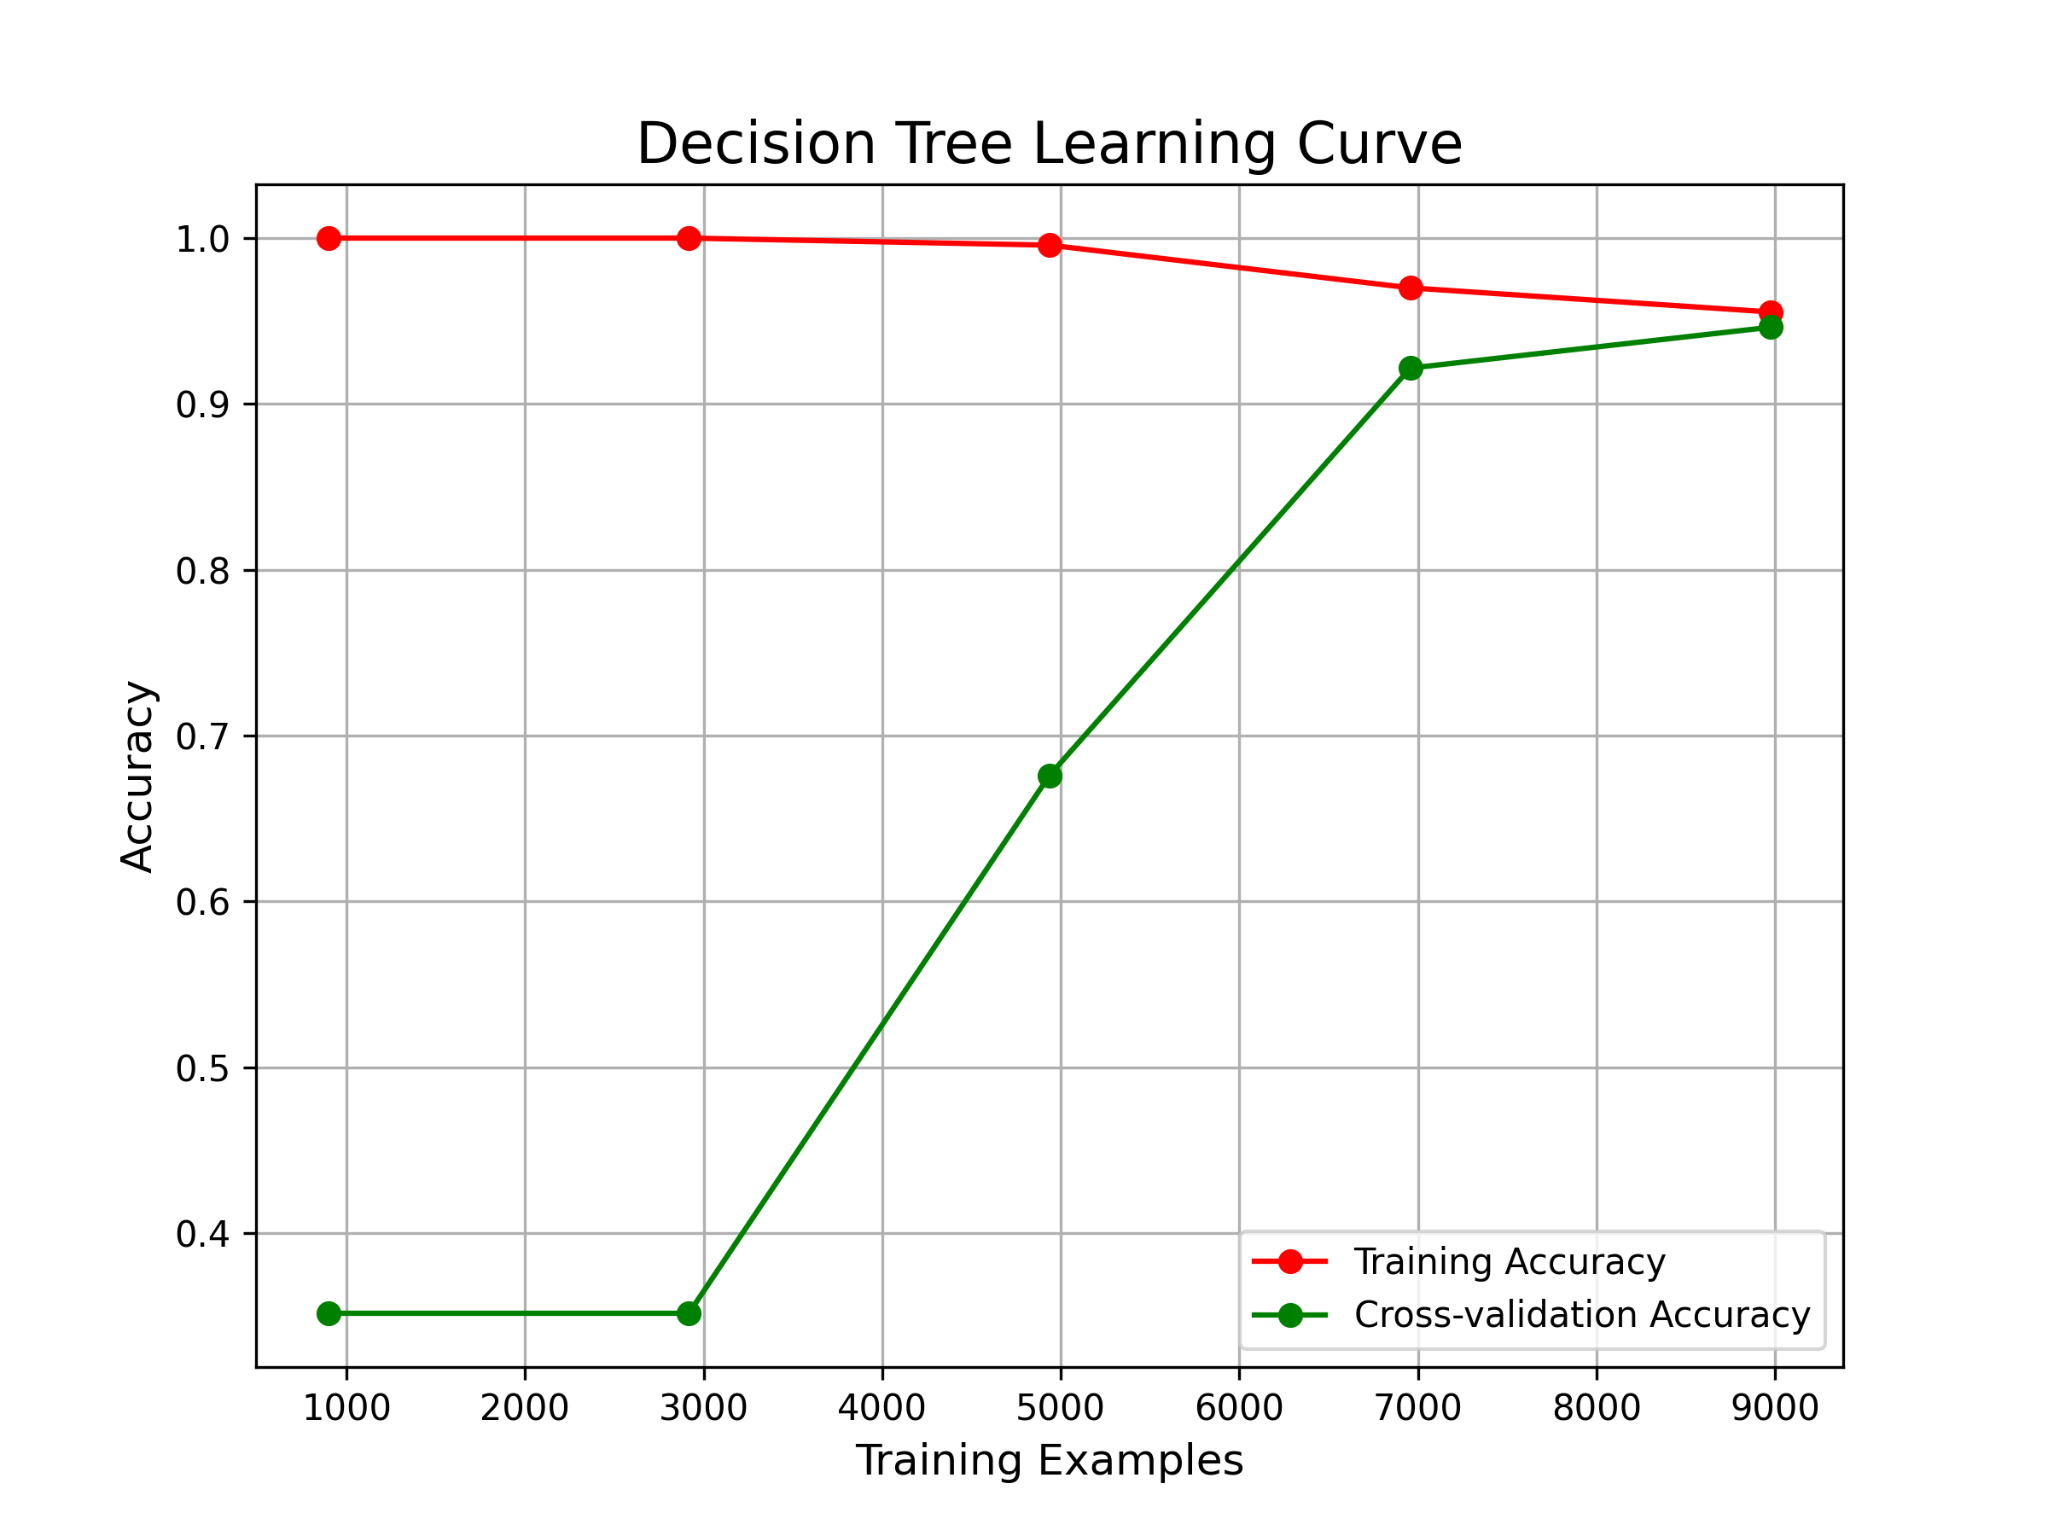 Decision Tree Learning Curve
1.0
0.9
0.8
0.7
0.6
0.5
0.4
Accuracy
Training Accuracy
Cross-validation Accuracy
1000 2000 3000 4000 5000 6000 7000 8000 9000
Training Examples